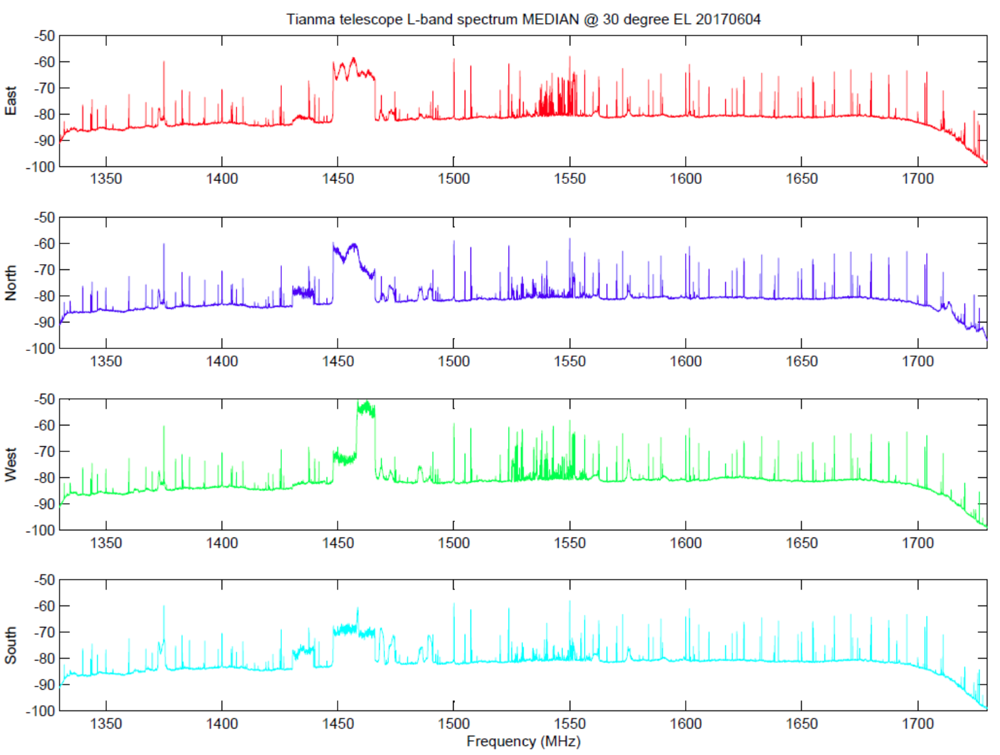 Tianma telescope L-band spectrum MEDIAN @ 30 degree EL 20170604
-50
-60
-70
-80
-90
-100
East
1350 1400 1450 1500 1550 1600 1650 1700
-50
-60
-70
-80
-90
-100
North
1350 1400 1450 1500 1550 1600 1650 1700
-50
-60
-70
-80
-90
-100
West
1350 1400 1450 1500 1550 1600 1650 1700
-50
-60
-70
-80
-90
-100
South
1350 1400 1450 1500 1550 1600 1650 1700
Frequency (MHz)